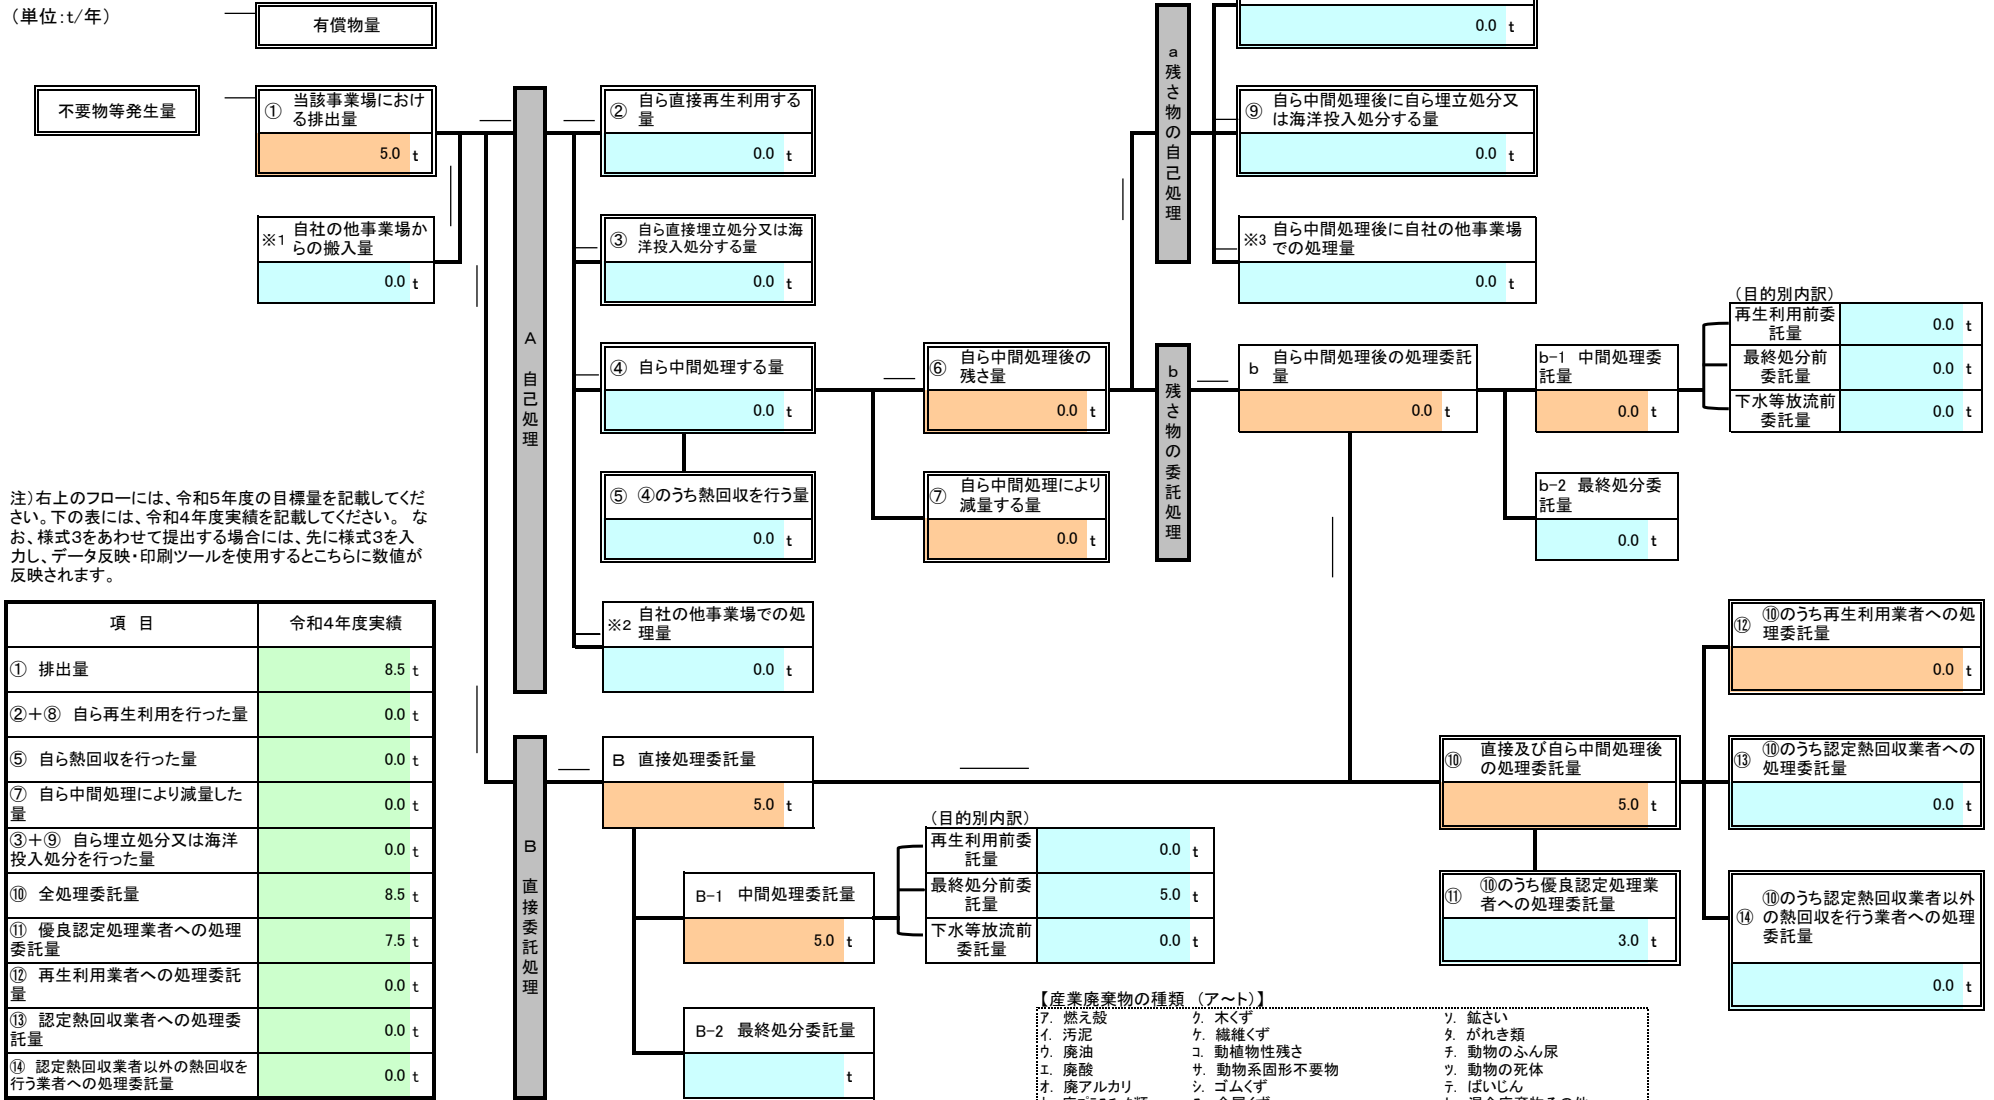 （単位：t/年）
有償物量
0.0 t
不要物等発生量
① 当該事業場におけ
る排出量
5.0 t
※1 自社の他事業場か
らの搬入量
0.0 t
A 自己処理
② 自ら直接再生利用する
量
0.0 t
③ 自ら直接埋立処分又は海
洋投入処分する量
0.0 t
④ 自ら中間処理する量
0.0 t
⑤ ④のうち熱回収を行う量
0.0 t
※2 自社の他事業場での処
理量
0.0 t
⑥ 自ら中間処理後の
残さ量
0.0 t
⑦ 自ら中間処理により
減量する量
0.0 t
a 残さ物の自己処理
⑨ 自ら中間処理後に自ら埋立処分又
は海洋投入処分する量
0.0 t
※3 自ら中間処理後に自社の他事業場
での処理量
0.0 t
b 残さ物の委託処理
b 自ら中間処理後の処理委託
量
0.0 t
b-1 中間処理委
託量
0.0 t
b-2 最終処分委
託量
0.0 t
（目的別内訳）
再生利用前委
託量
0.0 t
最終処分前
委託量
0.0 t
下水等放流前
委託量
0.0 t
注）右上のフローには、令和5年度の目標量を記載してくだ
さい。下の表には、令和4年度実績を記載してください。 な
お、様式3をあわせて提出する場合には、先に様式3を入
力し、データ反映・印刷ツールを使用するとこちらに数値が
反映されます。
項 目 令和4年度実績
① 排出量 8.5 t
②＋⑧ 自ら再生利用を行った量 0.0 t
⑤ 自ら熱回収を行った量 0.0 t
⑦ 自ら中間処理により減量した
量 0.0 t
③＋⑨ 自ら埋立処分又は海洋
投入処分を行った量 0.0 t
⑩ 全処理委託量 8.5 t
⑪ 優良認定処理業者への処理
委託量 7.5 t
⑫ 再生利用業者への処理委託
量 0.0 t
⑬ 認定熱回収業者への処理委
託量 0.0 t
⑭ 認定熱回収業者以外の熱回収を
行う業者への処理委託量 0.0 t
B 直接委託処理
B 直接処理委託量
5.0 t
B-1 中間処理委託量
5.0 t
B-2 最終処分委託量
t
（目的別内訳）
再生利用前委
託量
0.0 t
最終処分前委
託量
5.0 t
下水等放流前
委託量
0.0 t
⑩ 直接及び自ら中間処理後
の処理委託量
5.0 t
⑪ ⑩のうち優良認定処理業
者への処理委託量
3.0 t
⑫ ⑩のうち再生利用業者への処
理委託量
0.0 t
⑬ ⑩のうち認定熱回収業者への
処理委託量
0.0 t
⑭ ⑩のうち認定熱回収業者以外
の熱回収を行う業者への処理
委託量
0.0 t
【産業廃棄物の種類 （ア～ト）】
ア. 燃え殻 ク. 木くず ソ. 鉱さい
イ. 汚泥 ケ. 繊維くず タ. がれき類
ウ. 廃油 コ. 動植物性残さ チ. 動物のふん尿
エ. 廃酸 サ. 動物系固形不要物 ツ. 動物の死体
オ. 廃アルカリ シ. ゴムくず テ. ばいじん